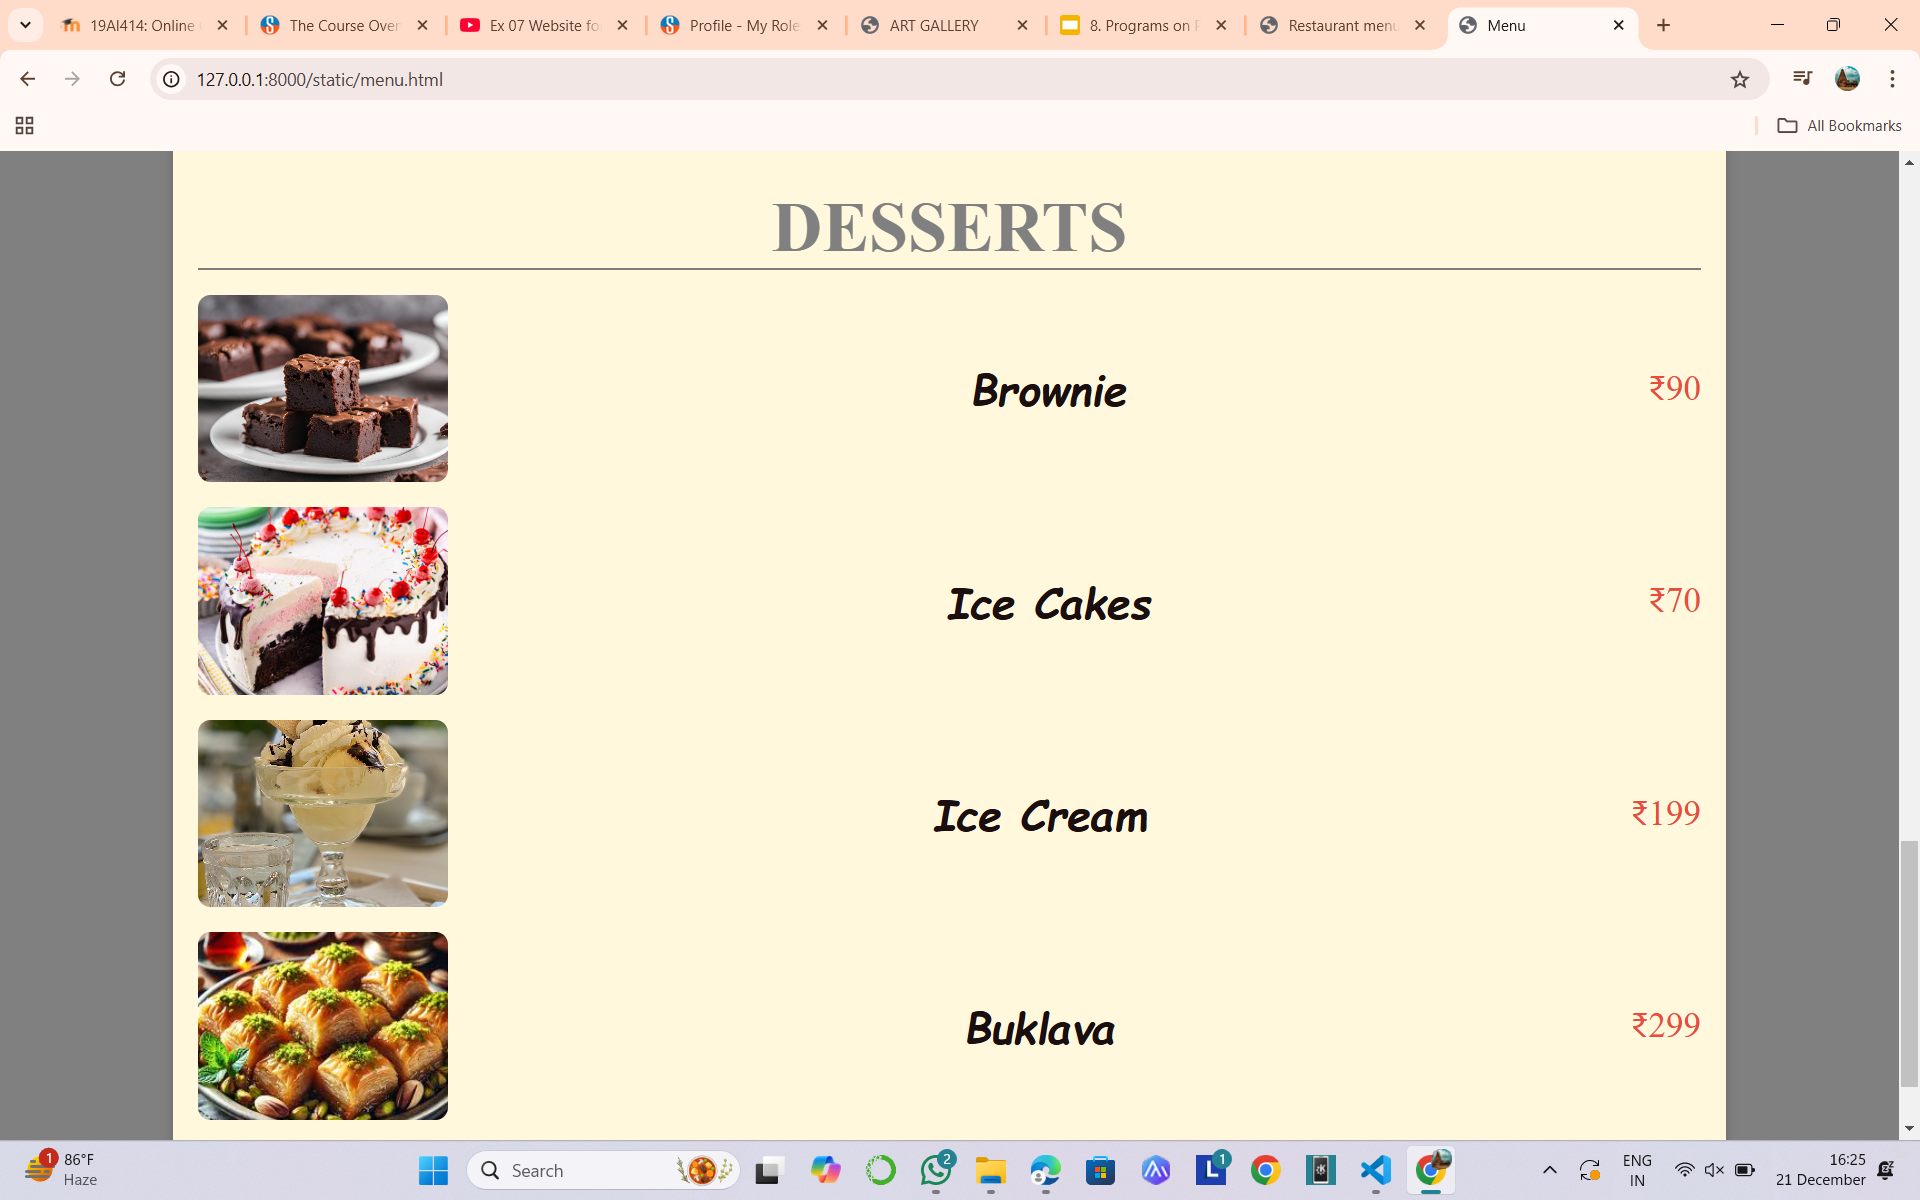 19AI414: Online
The Course Over
Ex 07 Website fo
Profile - My Role
ART GALLERY
8. Programs on
Restaurant menu
Menu
127.0.0.1:8000/static/menu.html
All Bookmarks
DESSERTS
Brownie
₹90
Ice Cakes
₹70
Ice Cream
₹199
Buklava
₹299
1
86°F
Haze
Search
2
L
1
ENG
IN
16:25
21 December